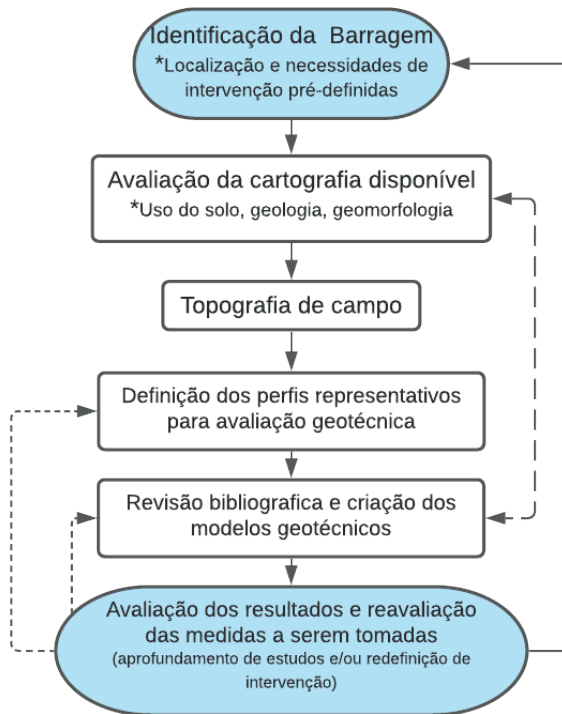 Identificação da Barragem
*Localização e necessidades de
intervenção pré-definidas
Avaliação da cartografia disponível
*Uso do solo, geologia, geomorfologia
Topografia de campo
Definição dos perfis representativos
para avaliação geotécnica
Revisão bibliografica e criação dos
modelos geotécnicos
Avaliação dos resultados e reavaliação
das medidas a serem tomadas
(aprofundamento de estudos e/ou redefinição de
intervenção)